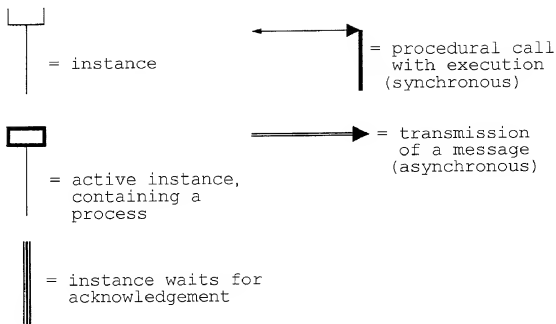 = instance
= active instance,
containing a
process
= instance waits for
acknowledgement
= procedural call
with execution
(synchronous)
= transmission
of a message
(asynchronous)